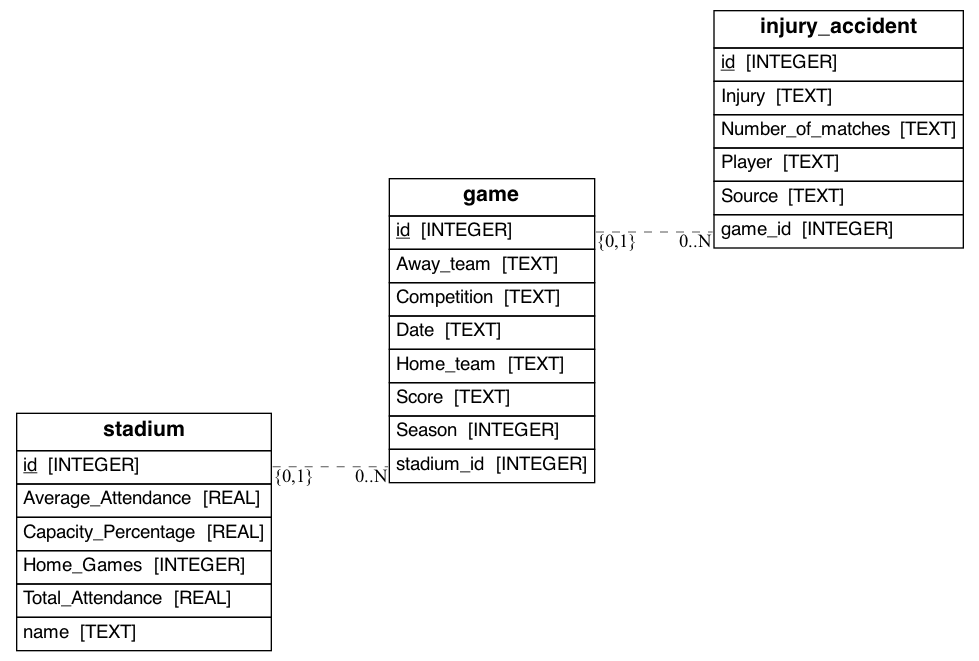 injury_accident
id [INTEGER]
Injury [TEXT]
Number_of_matches [TEXT]
Player [TEXT]
Source [TEXT]
game_id [INTEGER]
game
id [INTEGER]
Away_team [TEXT]
Competition [TEXT]
Date [TEXT]
Home_team [TEXT]
Score [TEXT]
Season [INTEGER]
stadium_id [INTEGER]
{0,1} 0..N
stadium
id [INTEGER]
Average_Attendance [REAL]
Capacity_Percentage [REAL]
Home_Games [INTEGER]
Total_Attendance [REAL]
name [TEXT]
{0,1} 0..N